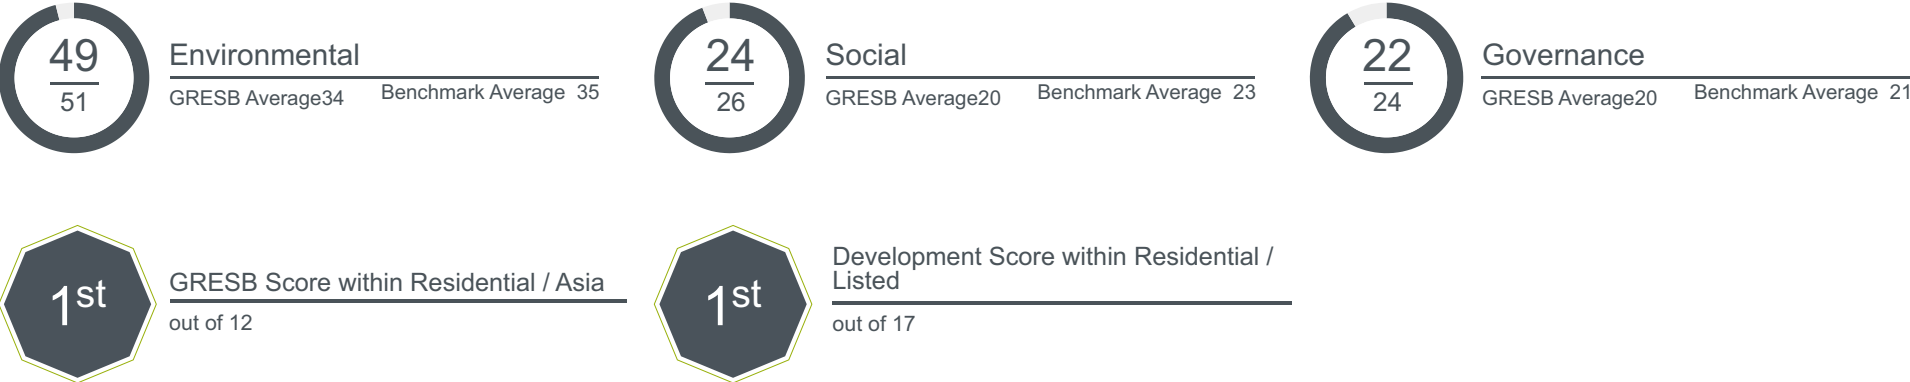 49
51
Environmental
GRESB Average34 Benchmark Average 35
24
26
Social
GRESB Average20 Benchmark Average 23
22
24
Governance
GRESB Average20 Benchmark Average 21
1st
GRESB Score within Residential / Asia
out of 12
1st
Development Score within Residential /
Listed
out of 17